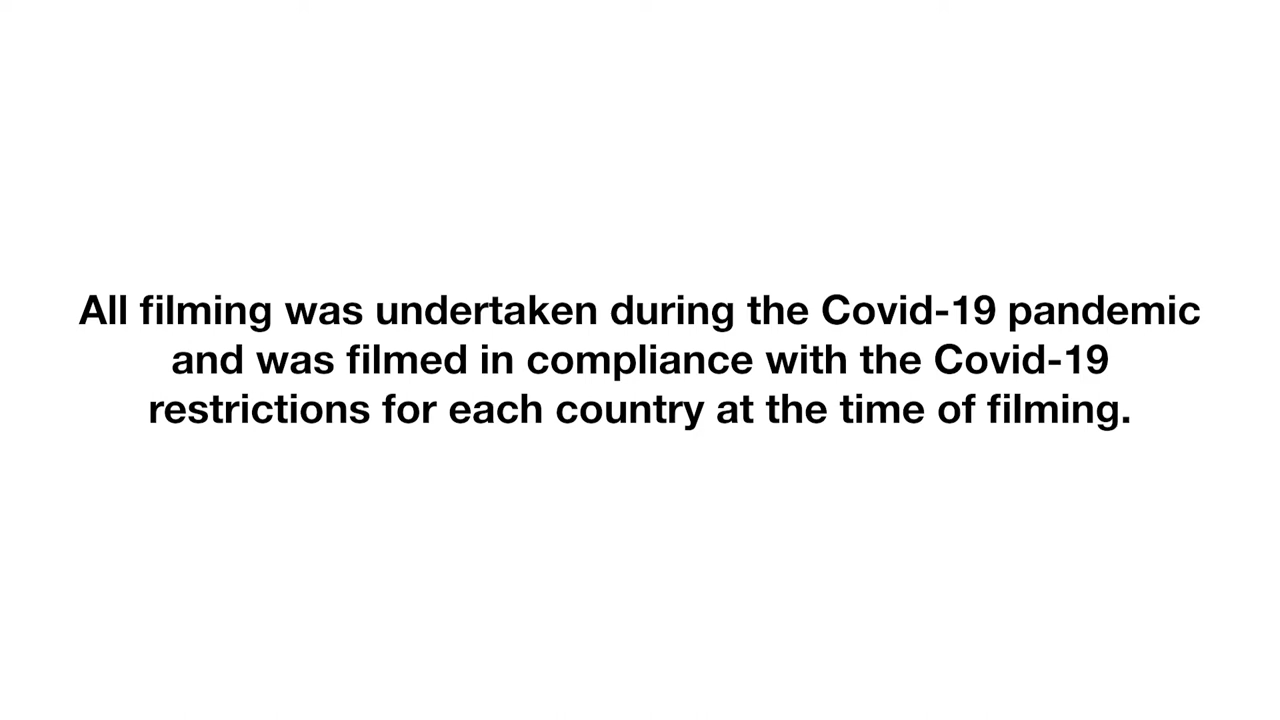 All filming was undertaken during the Covid-19 pandemic
and was filmed in compliance with the Covid-19
restrictions for each country at the time of filming.